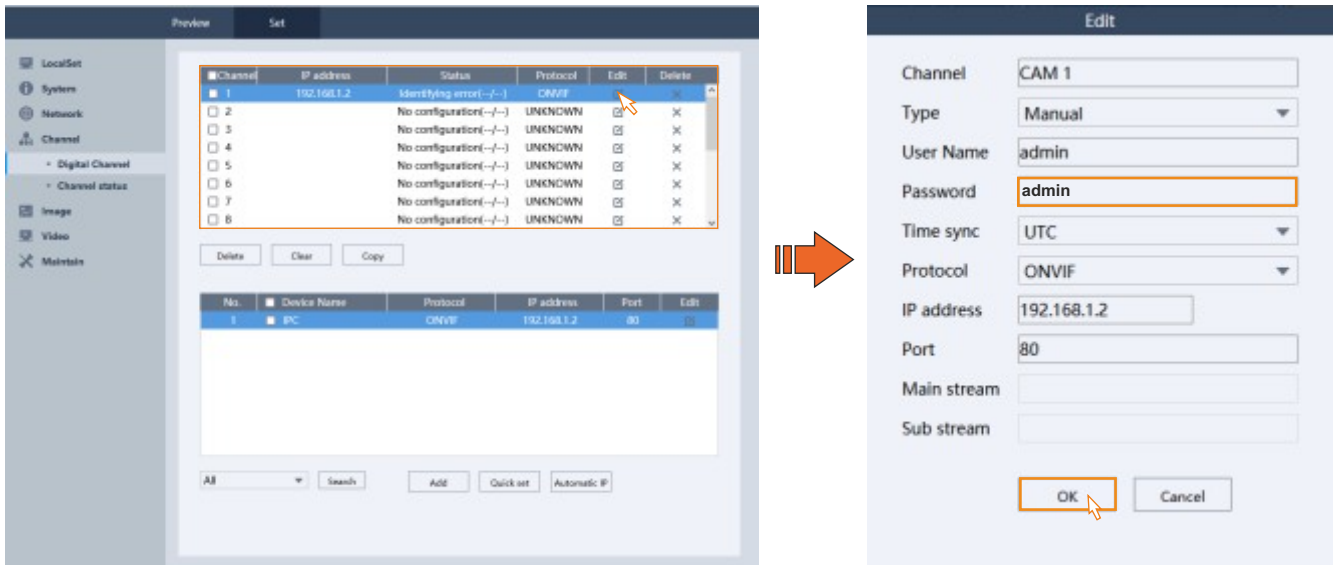 Preview Set
LocalSet
System
Network
Channel
• Digital Channel
• Channel status
Image
Video
Maintain
Channel IP address Status Protocol Edit Delete
1 192.168.1.2 Identifying error(--/--) ONVIF
2 No configuration(--/--) UNKNOWN
3 No configuration(--/--) UNKNOWN
4 No configuration(--/--) UNKNOWN
5 No configuration(--/--) UNKNOWN
6 No configuration(--/--) UNKNOWN
7 No configuration(--/--) UNKNOWN
8 No configuration(--/--) UNKNOWN
Delete Clear Copy
No. Device Name Protocol IP address Port Edit
1 IPC ONVIF 192.168.1.2 80
All Search Add Quick set Automatic IP
Edit
Channel CAM 1
Type Manual
User Name admin
Password admin
Time sync UTC
Protocol ONVIF
IP address 192.168.1.2
Port 80
Main stream
Sub stream
OK Cancel